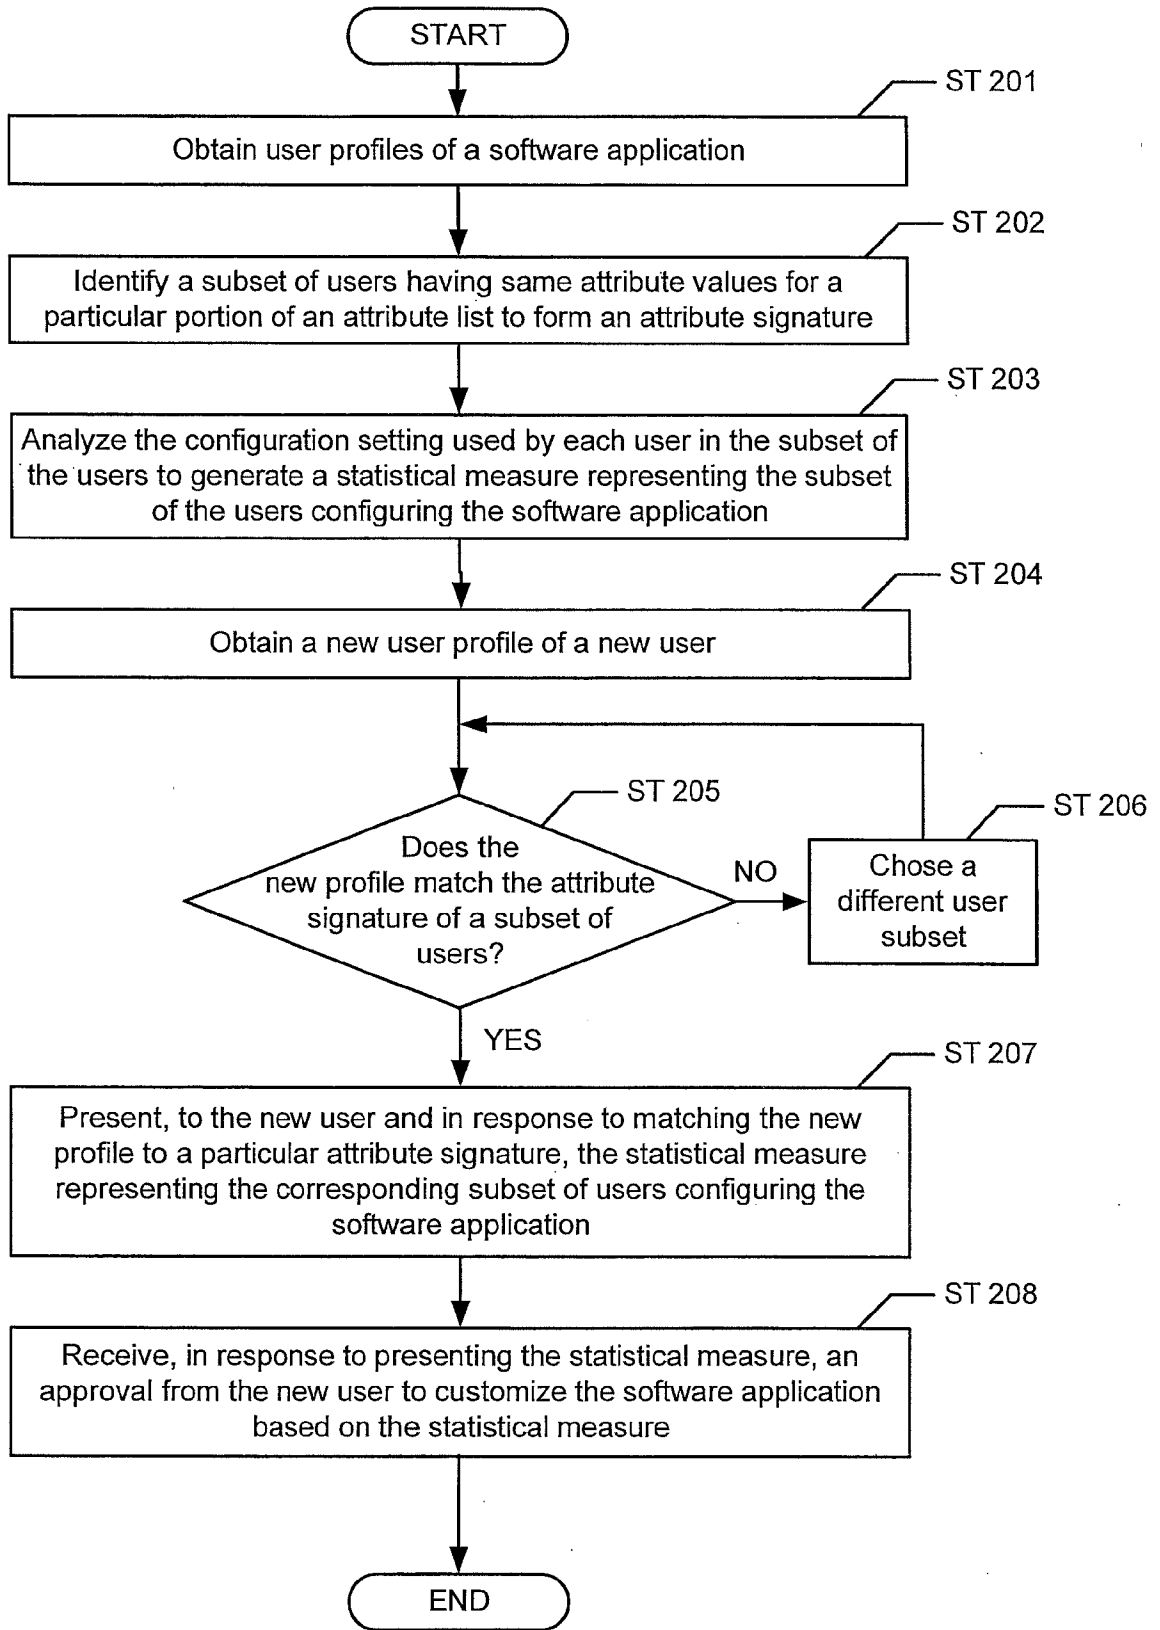 START
ST 201
Obtain user profiles of a software application
ST 202
Identify a subset of users having same attribute values for a
particular portion of an attribute list to form an attribute signature
ST 203
Analyze the configuration setting used by each user in the subset of
the users to generate a statistical measure representing the subset
of the users configuring the software application
ST 204
Obtain a new user profile of a new user
ST 205
Does the
new profile match the attribute
signature of a subset of
users?
NO
ST 206
Chose a
different user
subset
YES
ST 207
Present, to the new user and in response to matching the new
profile to a particular attribute signature, the statistical measure
representing the corresponding subset of users configuring the
software application
ST 208
Receive, in response to presenting the statistical measure, an
approval from the new user to customize the software application
based on the statistical measure
END